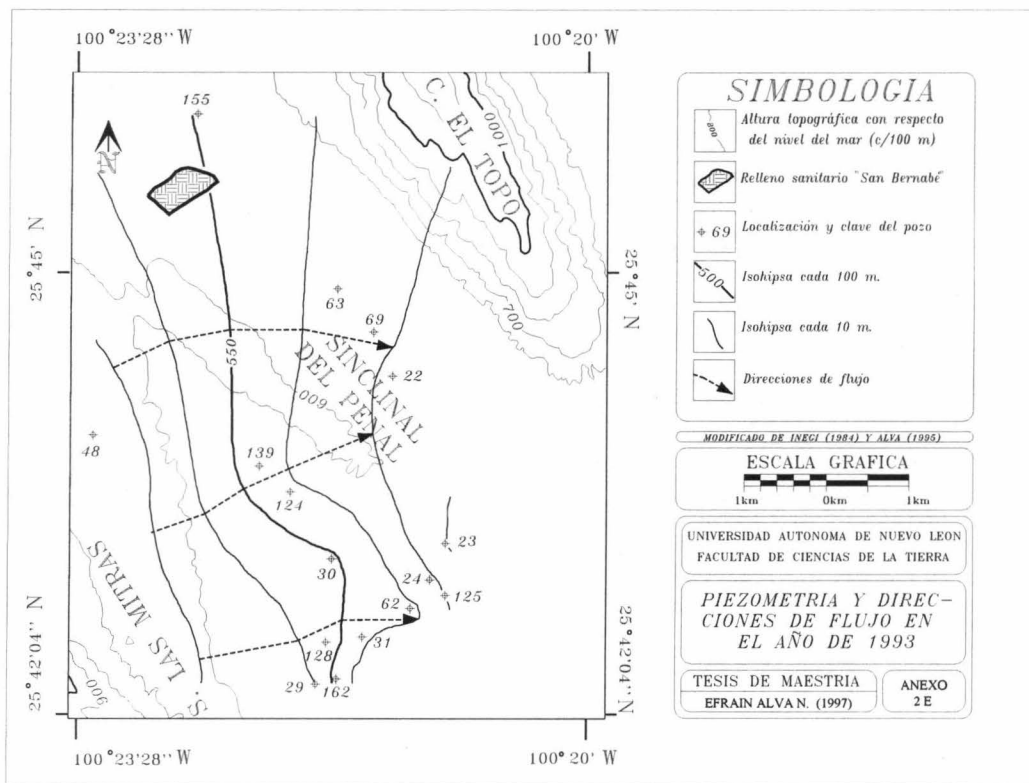 100°23'28'' W
100°20' W
155
N
C. EL TOPO
1000
25°45' N
25°45' N
63
69
700
550
SINCLINAL
DEL PENAL
600
22
48
139
124
23
30
24
125
62
31
S. LAS MITRAS
128
29
162
900
25°42'04'' N
25°42'04'' N
100°23'28'' W
100°20' W
SIMBOLOGIA
800
Altura topográfica con respecto
del nivel del mar (c/100 m)
Relleno sanitario "San Bernabé"
69
Localización y clave del pozo
500
Isohipsa cada 100 m.
Isohipsa cada 10 m.
Direcciones de flujo
MODIFICADO DE INEGI (1984) Y ALVA (1995)
ESCALA GRAFICA
1km 0km 1km
UNIVERSIDAD AUTONOMA DE NUEVO LEON
FACULTAD DE CIENCIAS DE LA TIERRA
PIEZOMETRIA Y DIREC-
CIONES DE FLUJO EN
EL AÑO DE 1993
TESIS DE MAESTRIA
EFRAIN ALVA N. (1997)
ANEXO
2 E